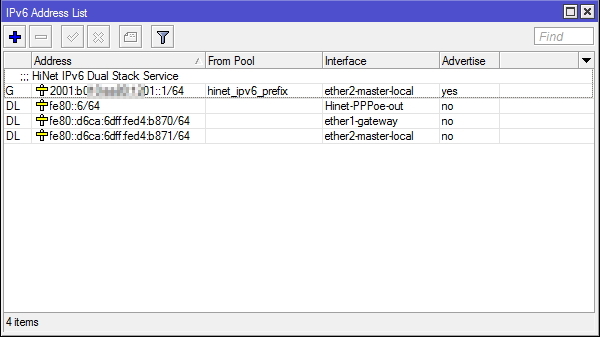 IPv6 Address List
Find
Address From Pool Interface Advertise
;;; HiNet IPv6 Dual Stack Service
G 2001:b0 01::1/64 hinet_ipv6_prefix ether2-master-local yes
DL fe80::6/64 Hinet-PPPoe-out no
DL fe80::d6ca:6dff:fed4:b870/64 ether1-gateway no
DL fe80::d6ca:6dff:fed4:b871/64 ether2-master-local no
4 items